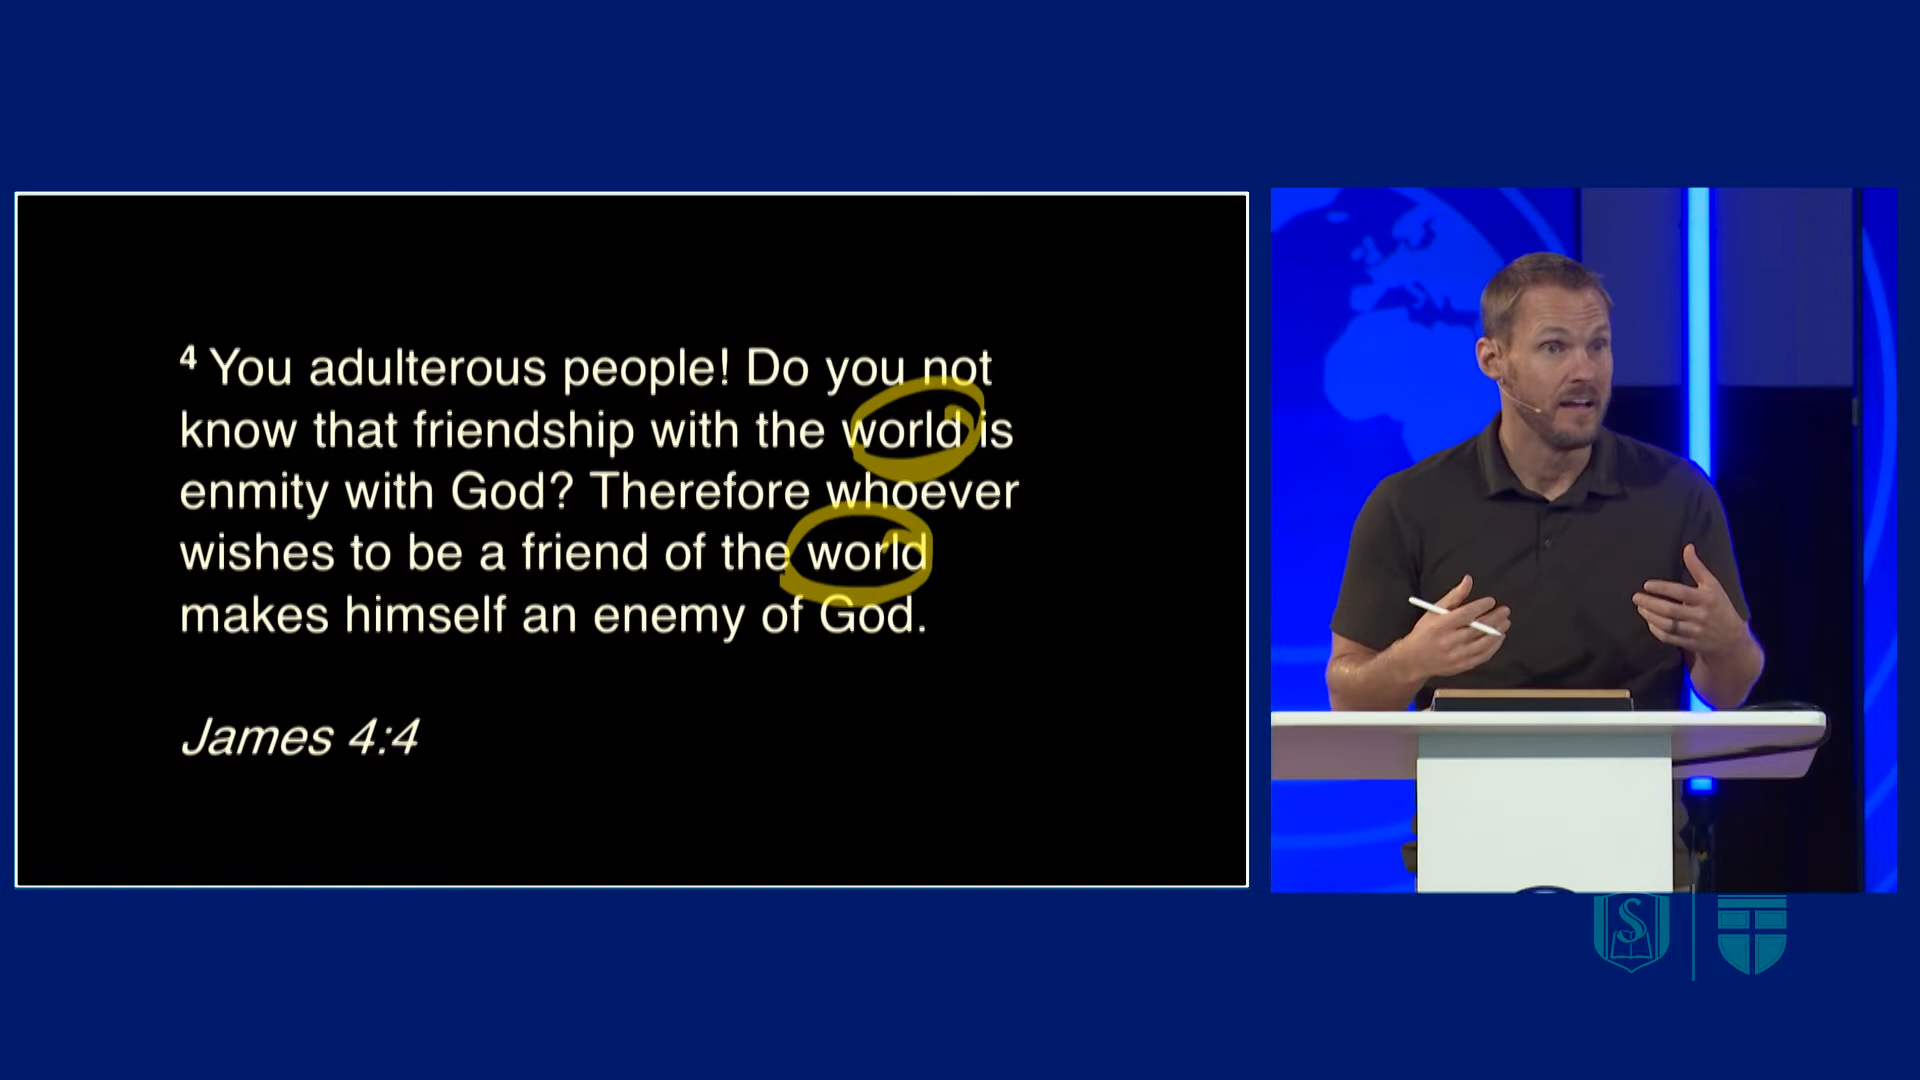 4 You adulterous people! Do you not
know that friendship with the world is
enmity with God? Therefore whoever
wishes to be a friend of the world
makes himself an enemy of God.
James 4:4
S